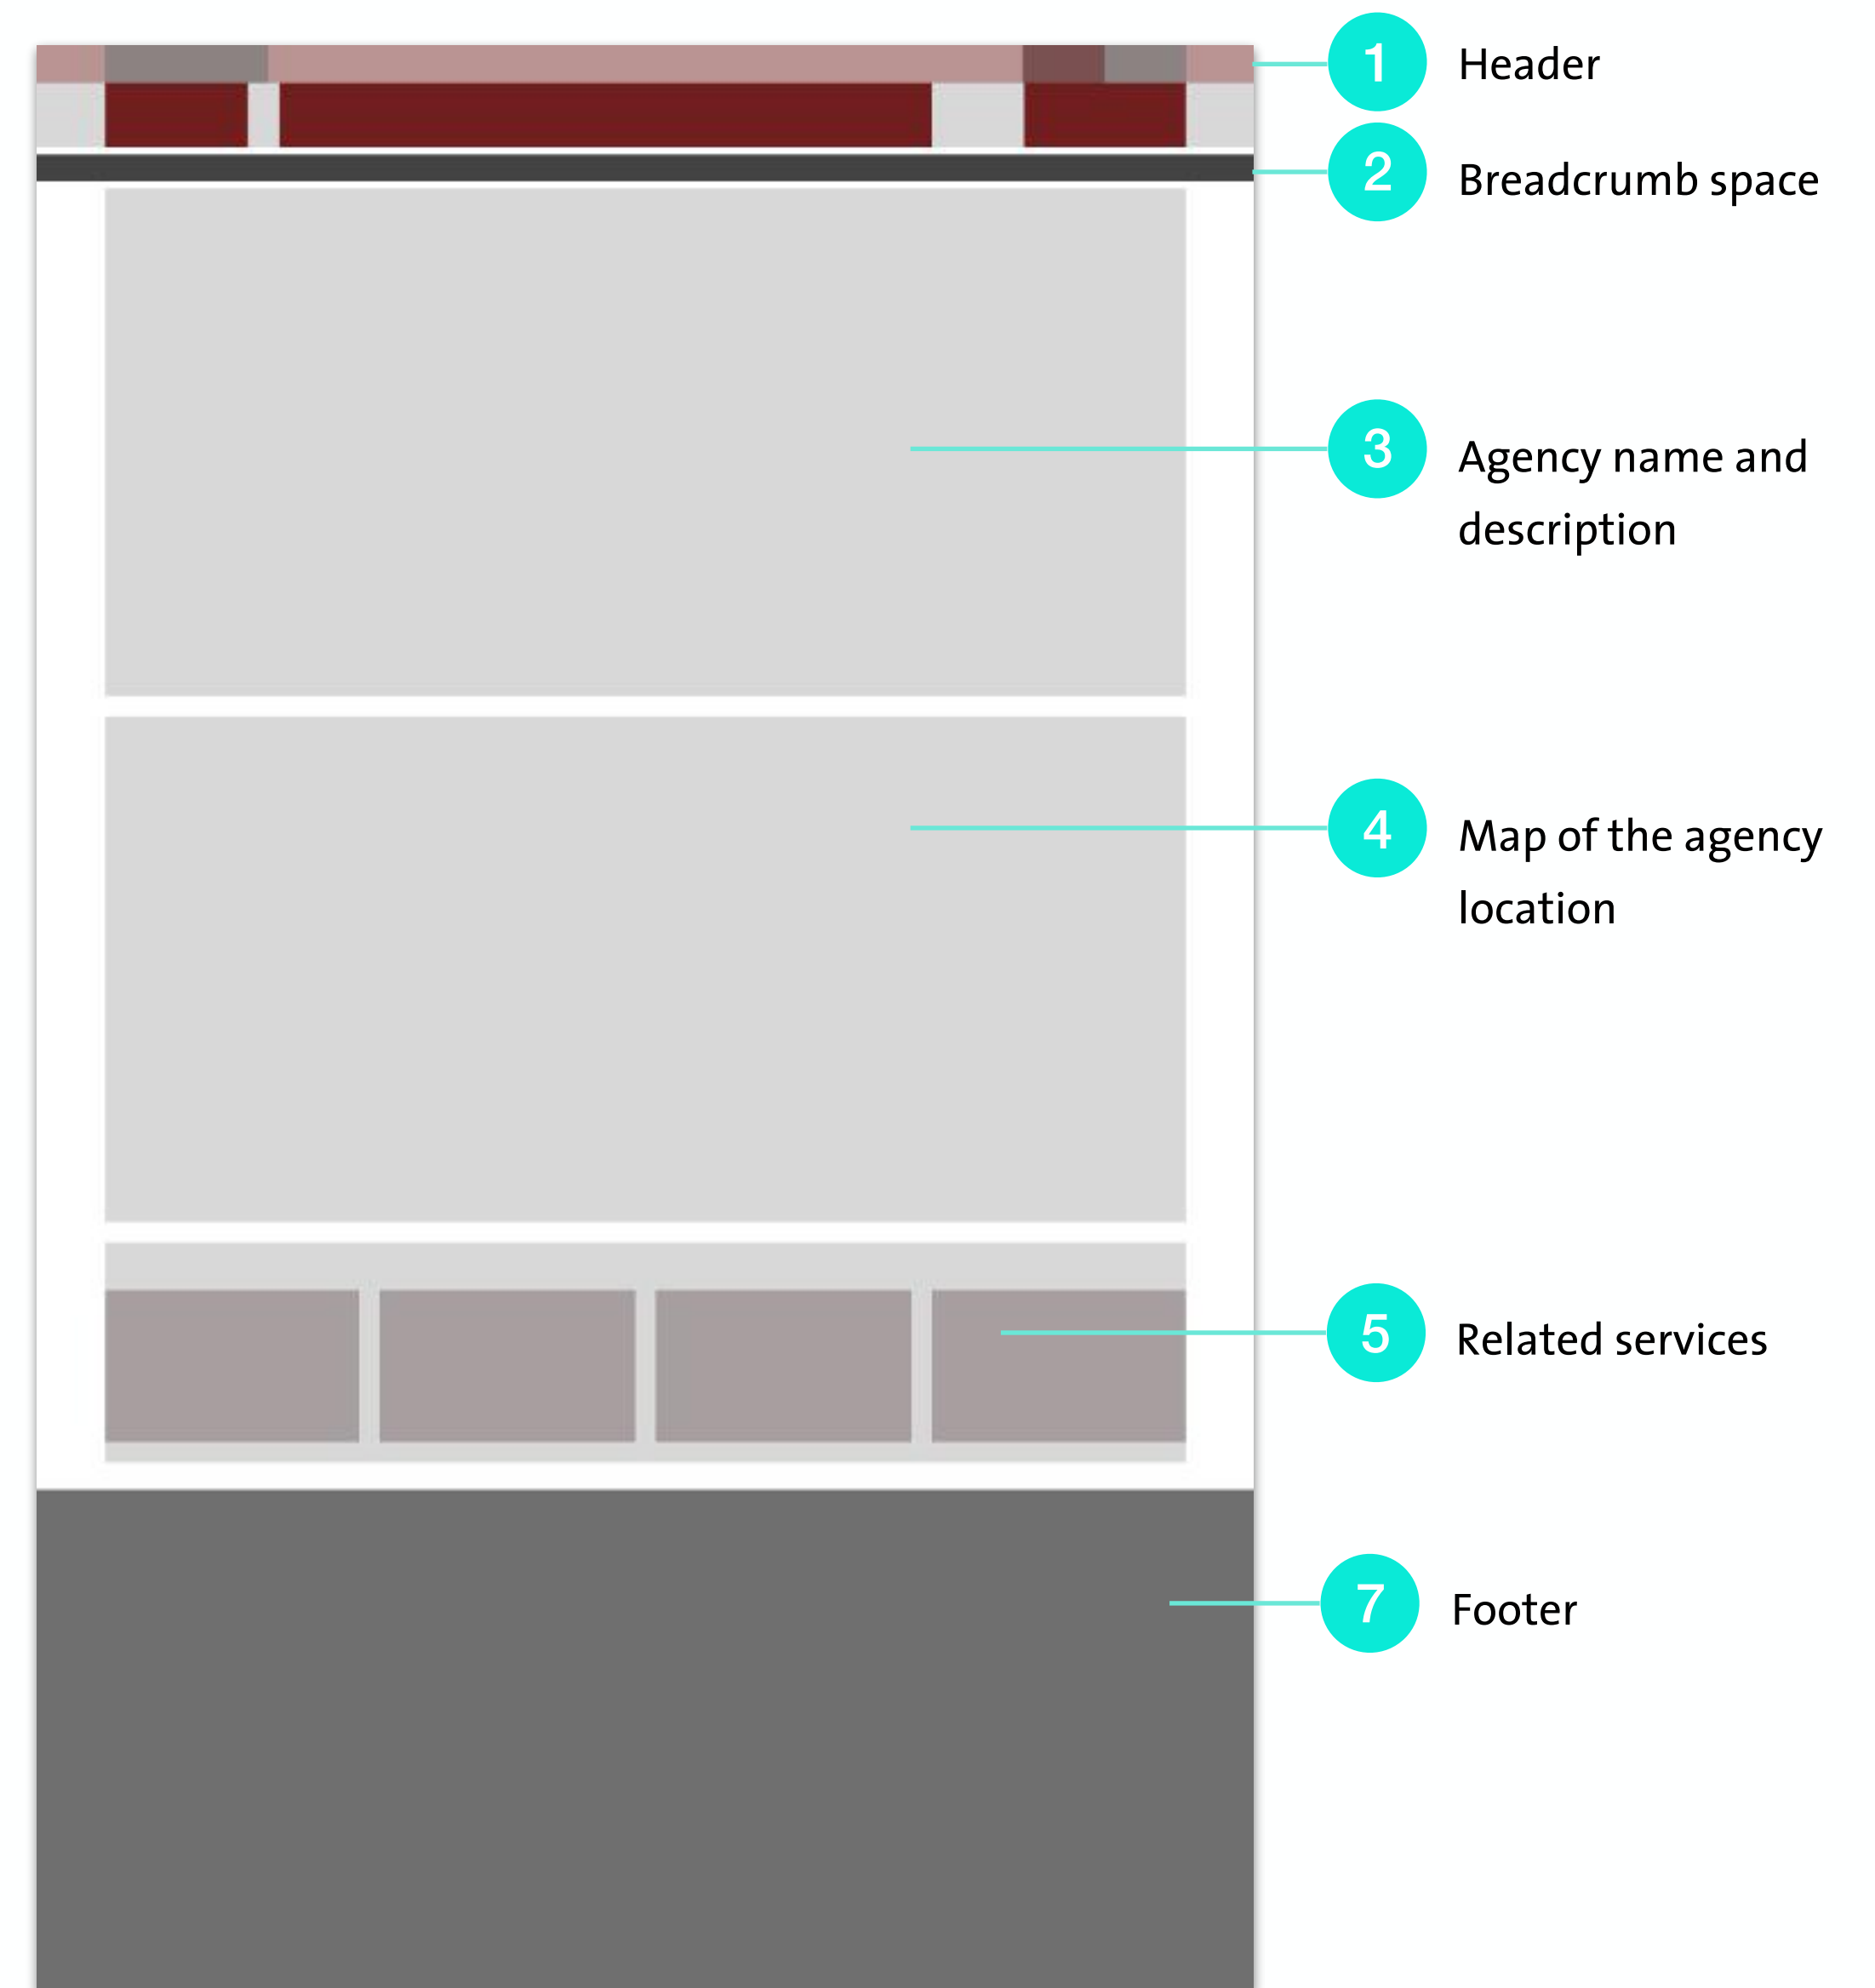 1 Header
2 Breadcrumb space
3 Agency name and
description
4 Map of the agency
location
5 Related services
7 Footer